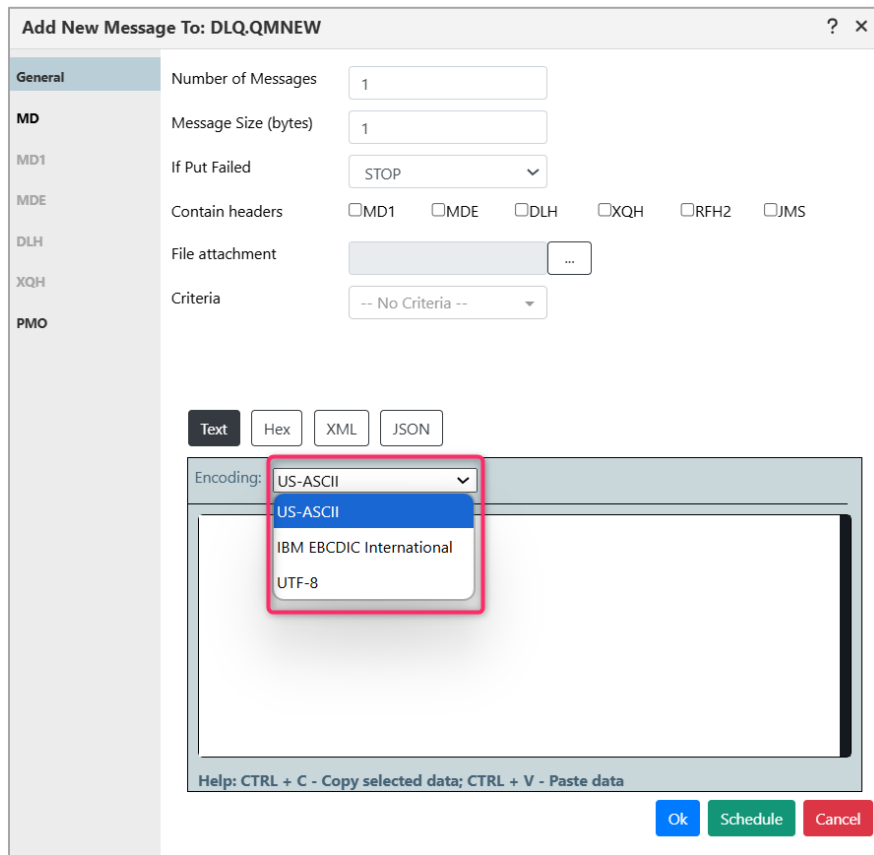 Add New Message To: DLQ.QMNEW ? ×
General
MD
MD1
MDE
DLH
XQH
PMO
Number of Messages 1
Message Size (bytes) 1
If Put Failed STOP
Contain headers MD1 MDE DLH XQH RFH2 JMS
File attachment ...
Criteria -- No Criteria --
Text Hex XML JSON
Encoding: US-ASCII
US-ASCII
IBM EBCDIC International
UTF-8
Help: CTRL + C - Copy selected data; CTRL + V - Paste data
Ok Schedule Cancel